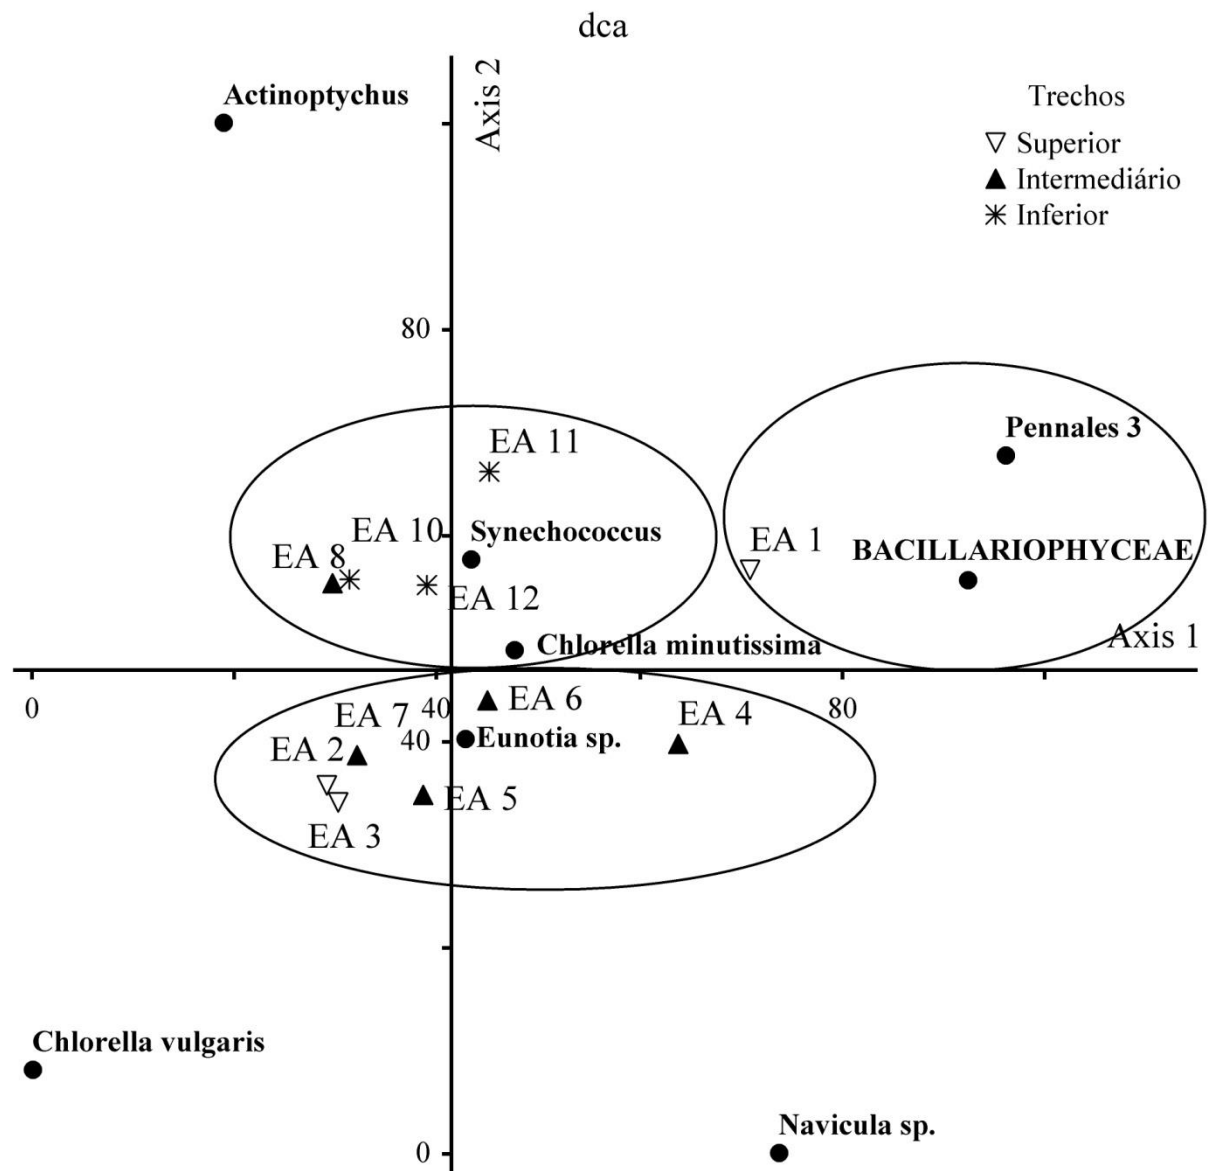 dca
Actinoptychus
Axis 2
Trechos
Superior
Intermediário
Inferior
80
Pennales 3
EA 11
EA 10
Synechococcus
EA 8
EA 1
BACILLARIOPHYCEAE
EA 12
Chlorella minutissima
Axis 1
0
40
80
EA 7
EA 6
EA 4
EA 2
40
Eunotia sp.
EA 5
EA 3
Chlorella vulgaris
Navicula sp.
0